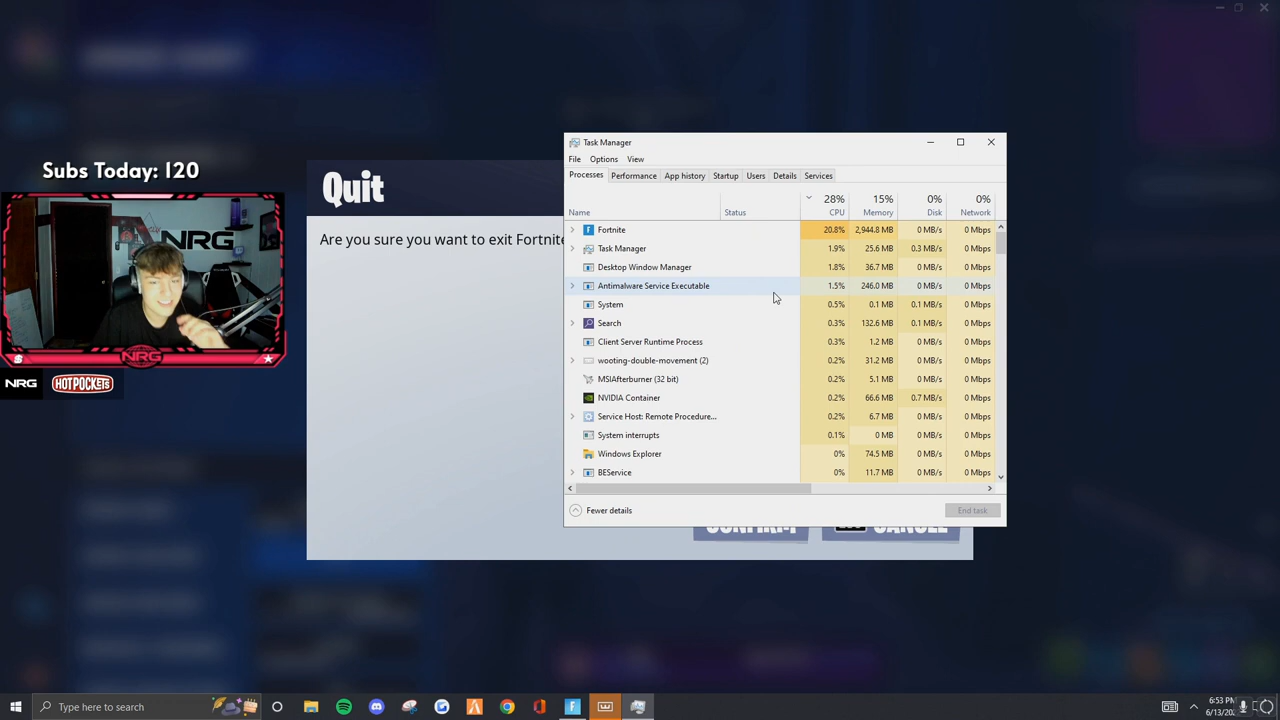 Subs Today: 120
NRG
NRG
NRG
HOTPOCKETS
Quit
Are you sure you want to exit Fortnite
CANCEL
Task Manager
File Options View
Processes Performance App history Startup Users Details Services
28% 15% 0% 0%
Name Status CPU Memory Disk Network
Fortnite 20.8% 2,944.8 MB 0 MB/s 0 Mbps
Task Manager 1.9% 25.6 MB 0.3 MB/s 0 Mbps
Desktop Window Manager 1.8% 36.7 MB 0 MB/s 0 Mbps
Antimalware Service Executable 1.5% 246.0 MB 0 MB/s 0 Mbps
System 0.5% 0.1 MB 0.1 MB/s 0 Mbps
Search 0.3% 132.6 MB 0.1 MB/s 0 Mbps
Client Server Runtime Process 0.3% 1.2 MB 0 MB/s 0 Mbps
wooting-double-movement (2) 0.2% 31.2 MB 0 MB/s 0 Mbps
MSIAfterburner (32 bit) 0.2% 5.1 MB 0 MB/s 0 Mbps
NVIDIA Container 0.2% 66.6 MB 0.7 MB/s 0 Mbps
Service Host: Remote Procedure... 0.2% 6.7 MB 0 MB/s 0 Mbps
System interrupts 0.1% 0 MB 0 MB/s 0 Mbps
Windows Explorer 0% 74.5 MB 0 MB/s 0 Mbps
BEService 0% 11.7 MB 0 MB/s 0 Mbps
Fewer details End task
CONFIRM
Type here to search
6:53 PM
6/13/20